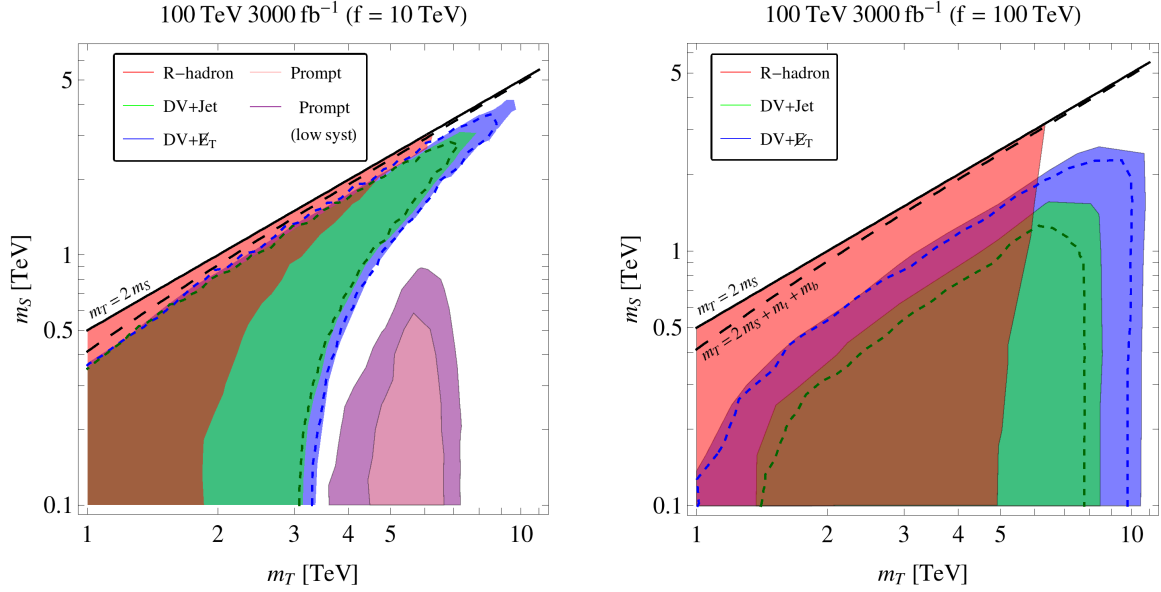 100 TeV 3000 fb⁻¹ (f = 10 TeV)
R−hadron
Prompt
DV+Jet
Prompt
(low syst)
DV+E̸_T
m_T = 2 m_S
5
1
0.5
0.1
m_S [TeV]
1 2 3 4 5 10
m_T [TeV]
100 TeV 3000 fb⁻¹ (f = 100 TeV)
R−hadron
DV+Jet
DV+E̸_T
m_T = 2 m_S
m_T = 2 m_S + m_t + m_b
5
1
0.5
0.1
m_S [TeV]
1 2 3 4 5 10
m_T [TeV]